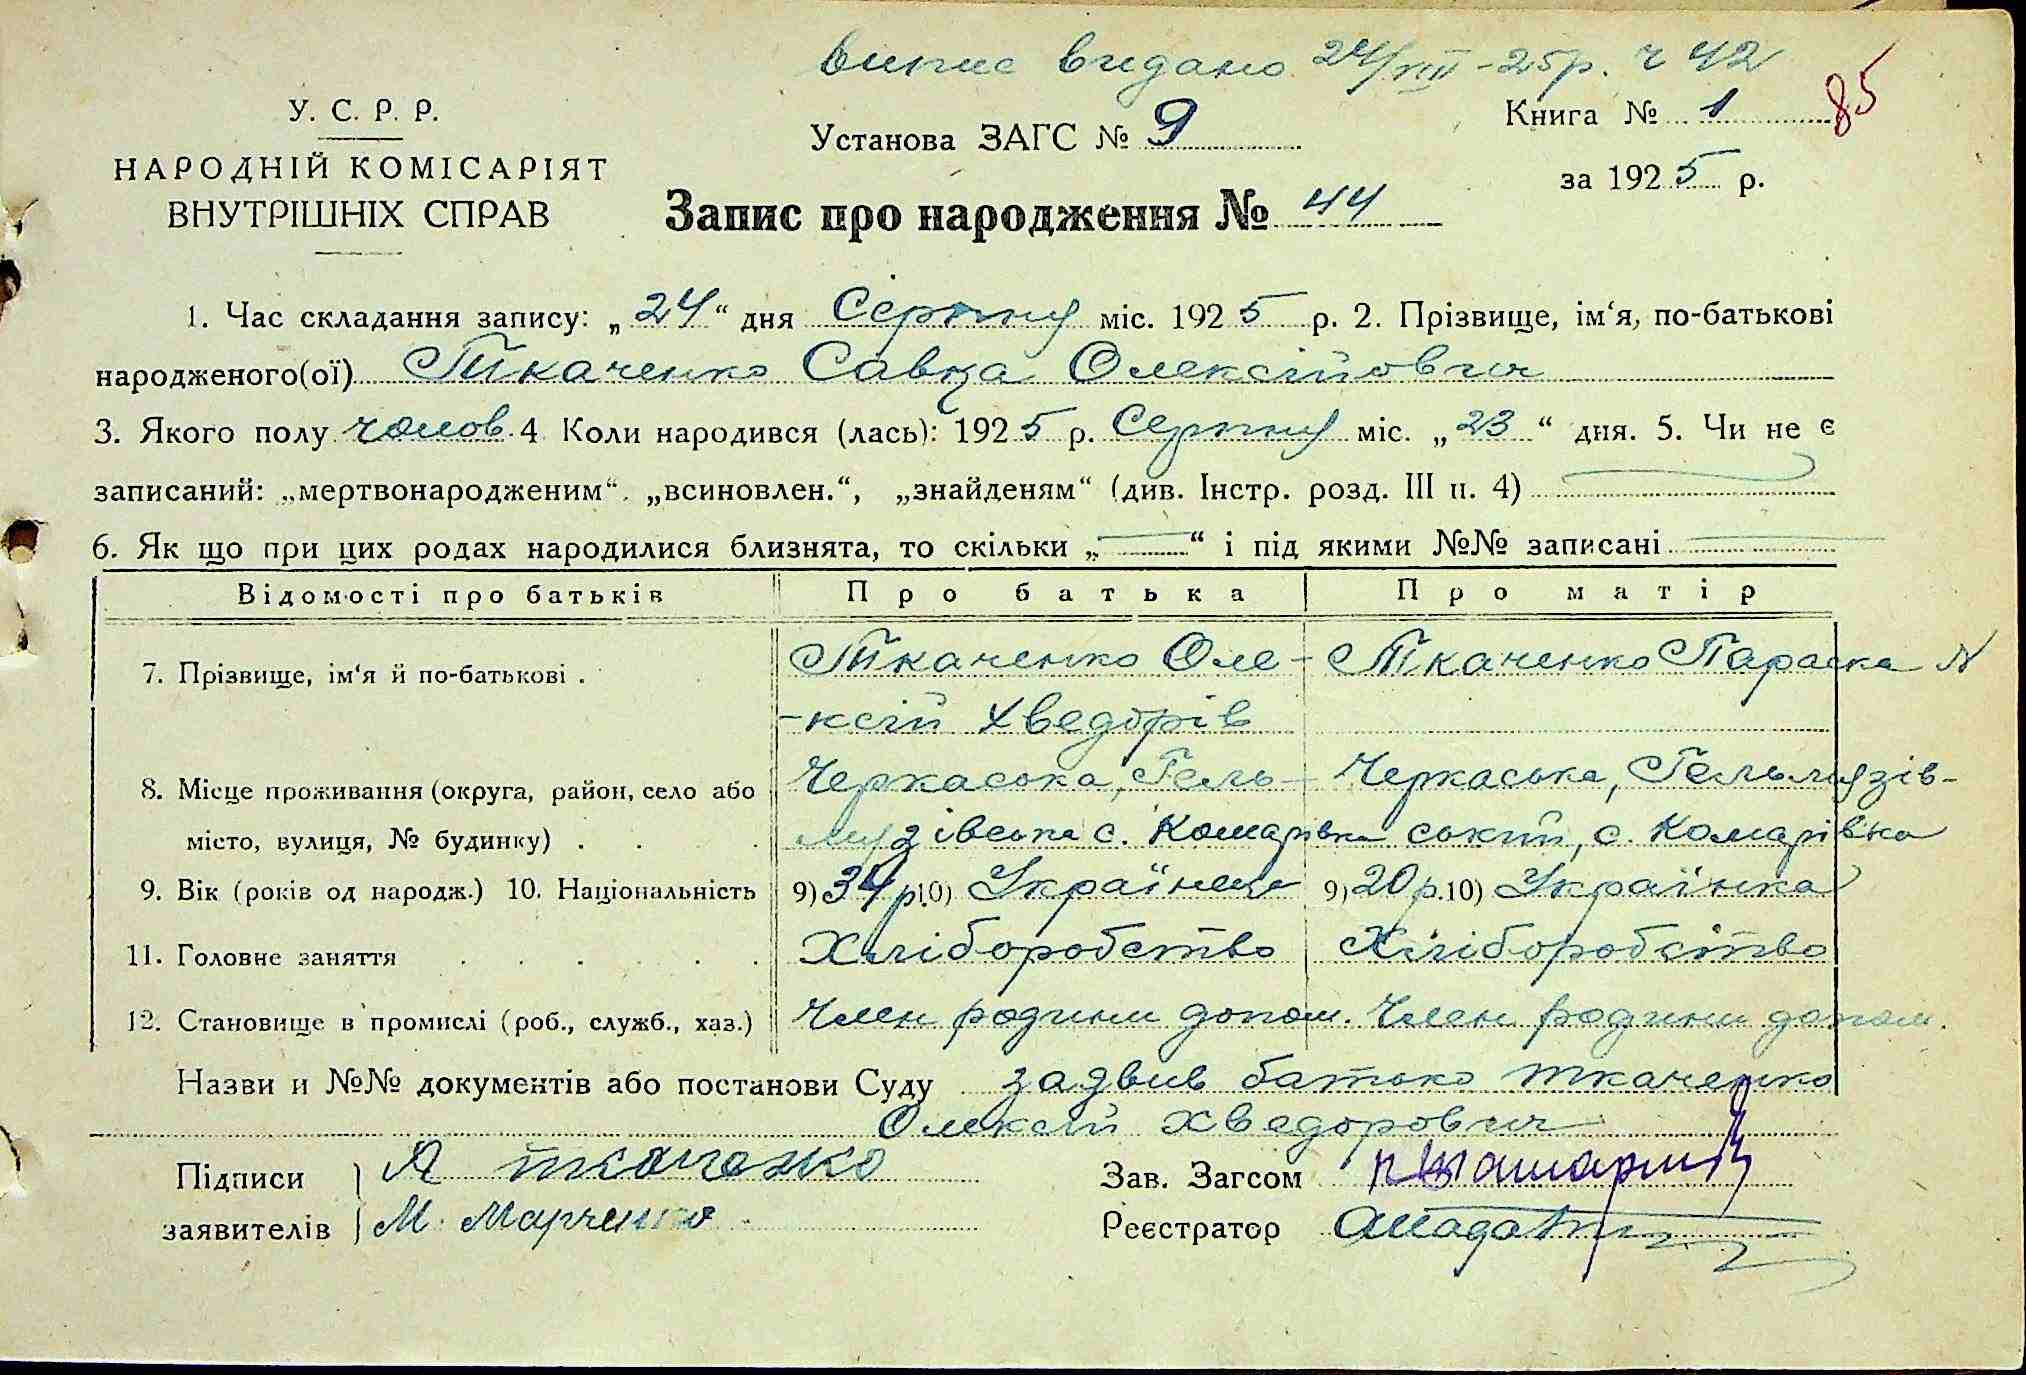 Випис видано 24/VIII-25р. ч 42
85
У. С. Р. Р.
НАРОДНІЙ КОМІСАРІЯТ
ВНУТРІШНІХ СПРАВ
Установа ЗАГС № 9
Книга № 1
за 1925 р.
Запис про народження № 44
1. Час складання запису: „24“ дня Серпня міс. 1925 р. 2. Прізвище, ім‘я, по-батькові
народженого(ої) Ткаченко Савка Олексійович
3. Якого полу чолов. 4 Коли народився (лась): 1925 р. Серпня міс. „23“ дня. 5. Чи не є
записаний: „мертвонародженим“, „всиновлен.“, „знайденям“ (див. Інстр. розд. III п. 4)
6. Як що при цих родах народилися близнята, то скільки „—“ і під якими №№ записані
Відомості про батьків Про батька Про матір
7. Прізвище, ім‘я й по-батькові . Ткаченко Оле- Ткаченко Параска
-ксій Хведорів
8. Місце проживання (округа, район, село або Черкаська, Гель- Черкаська, Гельмязів-
місто, вулиця, № будинку) . . . мязівська с. Комарівка ський, с. Комарівка
9. Вік (років од народж.) 10. Національність 9) 34 р. 10) Українець 9) 20 р. 10) Українка
11. Головне заняття . . . . . . Хліборобство Хліборобство
12. Становище в промислі (роб., служб., хаз.) Член родини допом. Член родини допом.
Назви и №№ документів або постанови Суду заявив батько Ткаченко
Олексій Хведорович
Підписи ) Ткаченко
заявителів ) М. Марченко
Зав. Загсом
Реєстратор